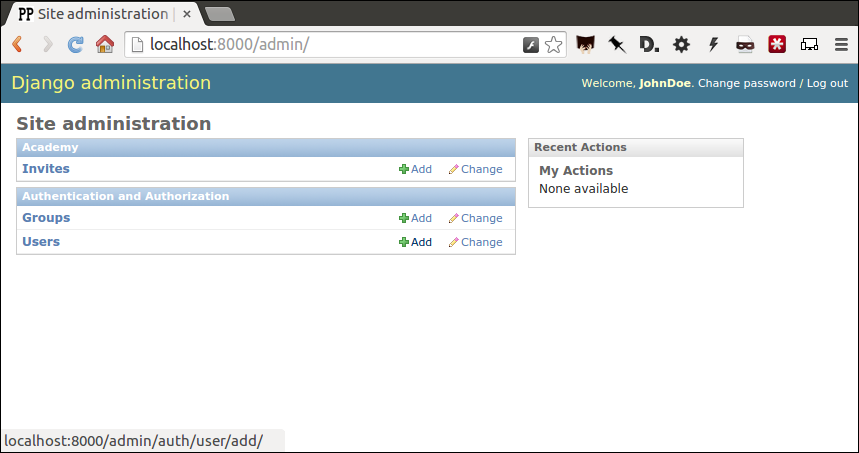 PP Site administration |
localhost:8000/admin/
D.
Django administration
Welcome, JohnDoe. Change password / Log out
Site administration
Academy
Invites Add Change
Authentication and Authorization
Groups Add Change
Users Add Change
Recent Actions
My Actions
None available
localhost:8000/admin/auth/user/add/